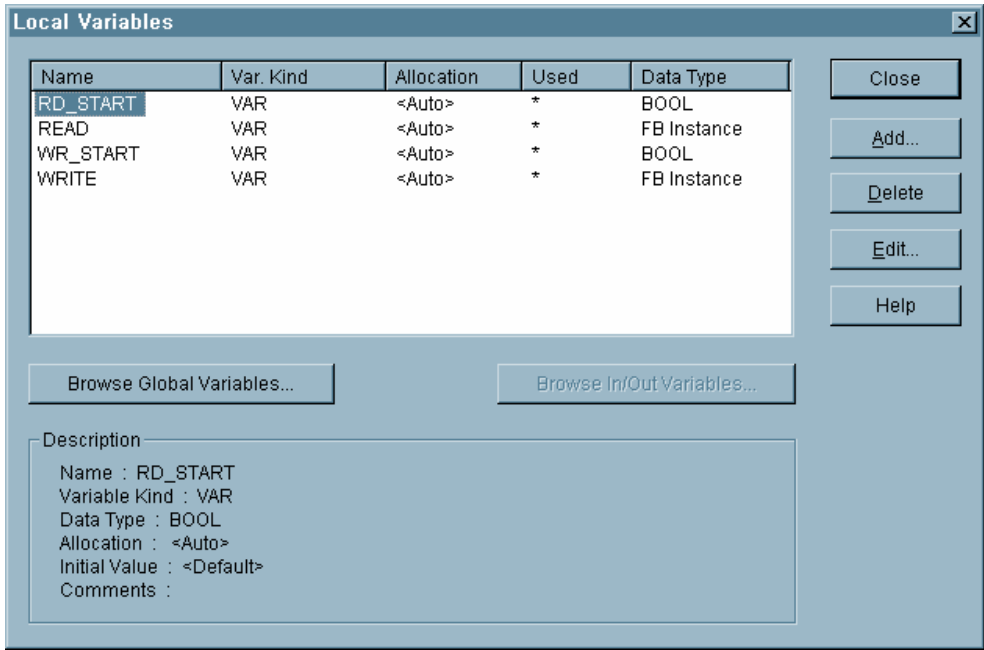 Local Variables
Name Var. Kind Allocation Used Data Type
RD_START VAR <Auto> * BOOL
READ VAR <Auto> * FB Instance
WR_START VAR <Auto> * BOOL
WRITE VAR <Auto> * FB Instance
Close
Add...
Delete
Edit...
Help
Browse Global Variables... Browse In/Out Variables...
Description
Name : RD_START
Variable Kind : VAR
Data Type : BOOL
Allocation : <Auto>
Initial Value : <Default>
Comments :